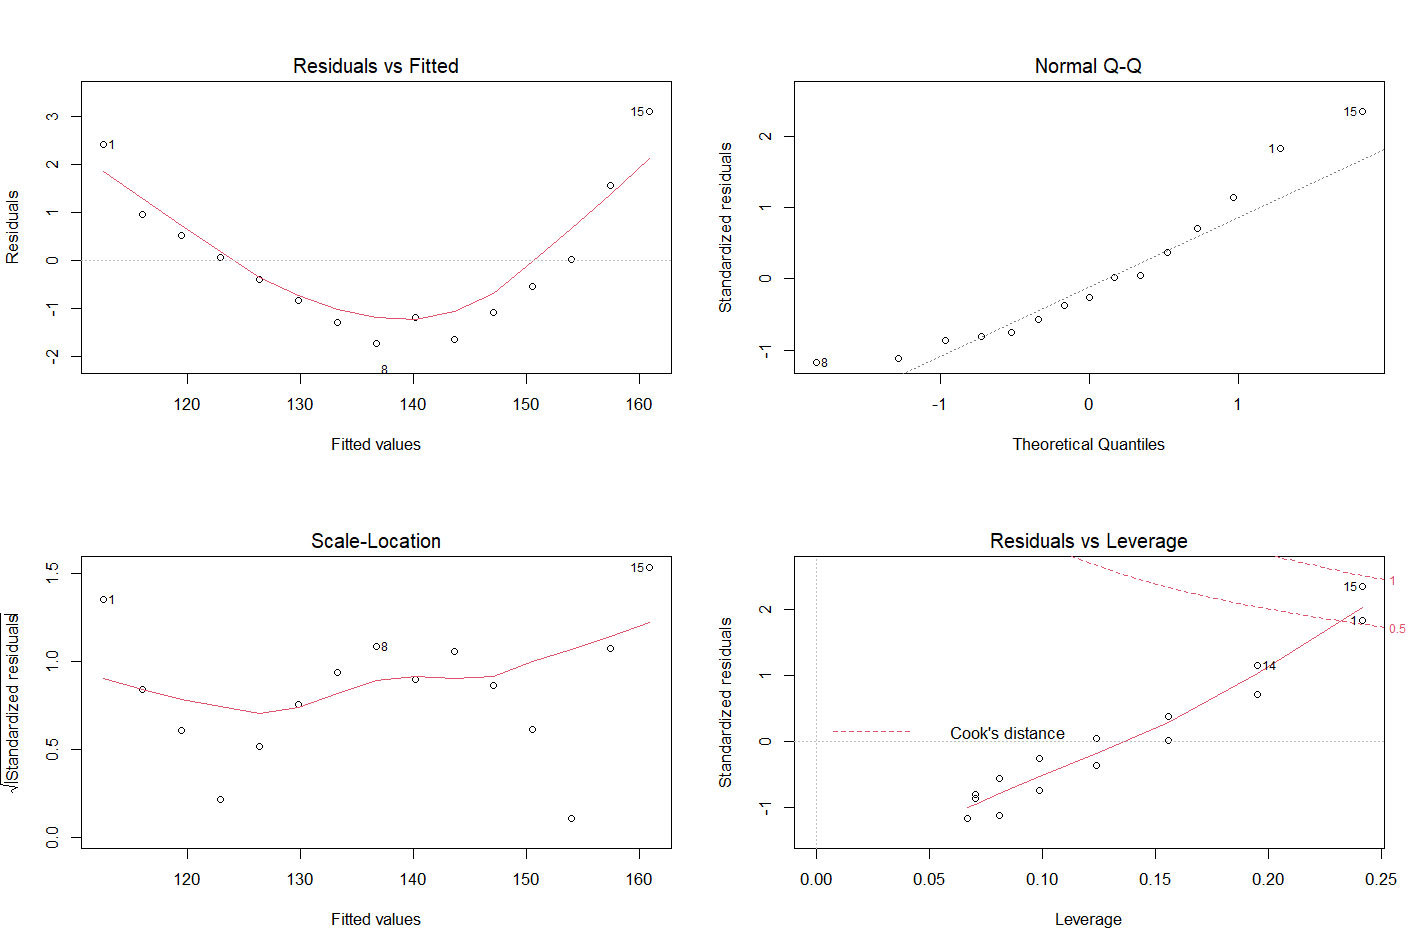 Residuals vs Fitted
Residuals
3
2
1
0
-1
-2
1
15
8
120 130 140 150 160
Fitted values
Normal Q-Q
Standardized residuals
2
1
0
-1
15
1
8
-1 0 1
Theoretical Quantiles
Scale-Location
√|Standardized residuals|
1.5
1.0
0.5
0.0
1
15
8
120 130 140 150 160
Fitted values
Residuals vs Leverage
Standardized residuals
2
1
0
-1
15
1
14
1
0.5
Cook's distance
0.00 0.05 0.10 0.15 0.20 0.25
Leverage